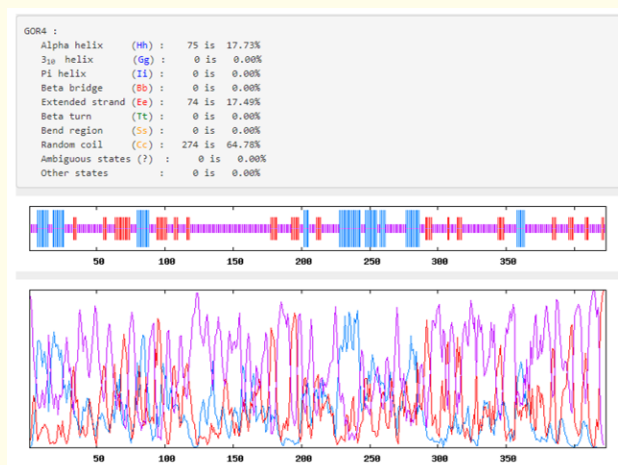 GOR4 :
Alpha helix (Hh) : 75 is 17.73%
3₁₀ helix (Gg) : 0 is 0.00%
Pi helix (Ii) : 0 is 0.00%
Beta bridge (Bb) : 0 is 0.00%
Extended strand (Ee) : 74 is 17.49%
Beta turn (Tt) : 0 is 0.00%
Bend region (Ss) : 0 is 0.00%
Random coil (Cc) : 274 is 64.78%
Ambiguous states (?) : 0 is 0.00%
Other states : 0 is 0.00%
50 100 150 200 250 300 350
50 100 150 200 250 300 350